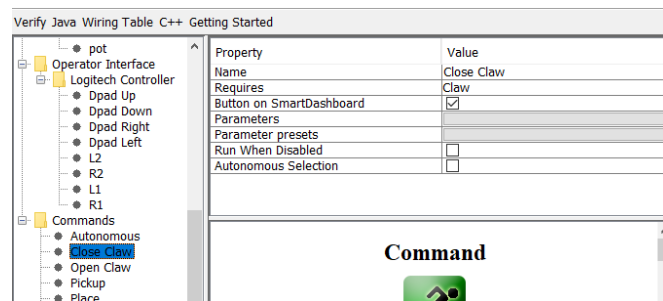 Verify Java Wiring Table C++ Getting Started
pot
Operator Interface
Logitech Controller
Dpad Up
Dpad Down
Dpad Right
Dpad Left
L2
R2
L1
R1
Commands
Autonomous
Close Claw
Open Claw
Pickup
Place
Property Value
Name Close Claw
Requires Claw
Button on SmartDashboard
Parameters
Parameter presets
Run When Disabled
Autonomous Selection
Command